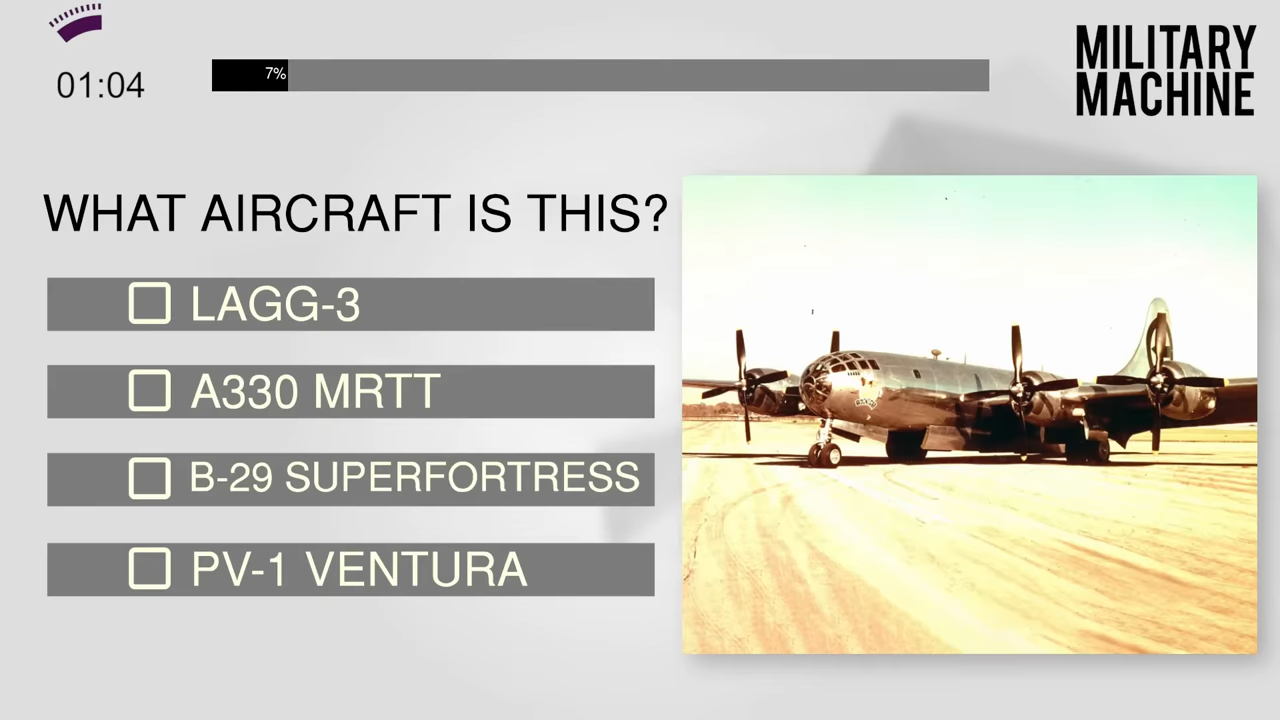 01:04
7%
MILITARY
MACHINE
WHAT AIRCRAFT IS THIS?
LAGG-3
A330 MRTT
B-29 SUPERFORTRESS
PV-1 VENTURA